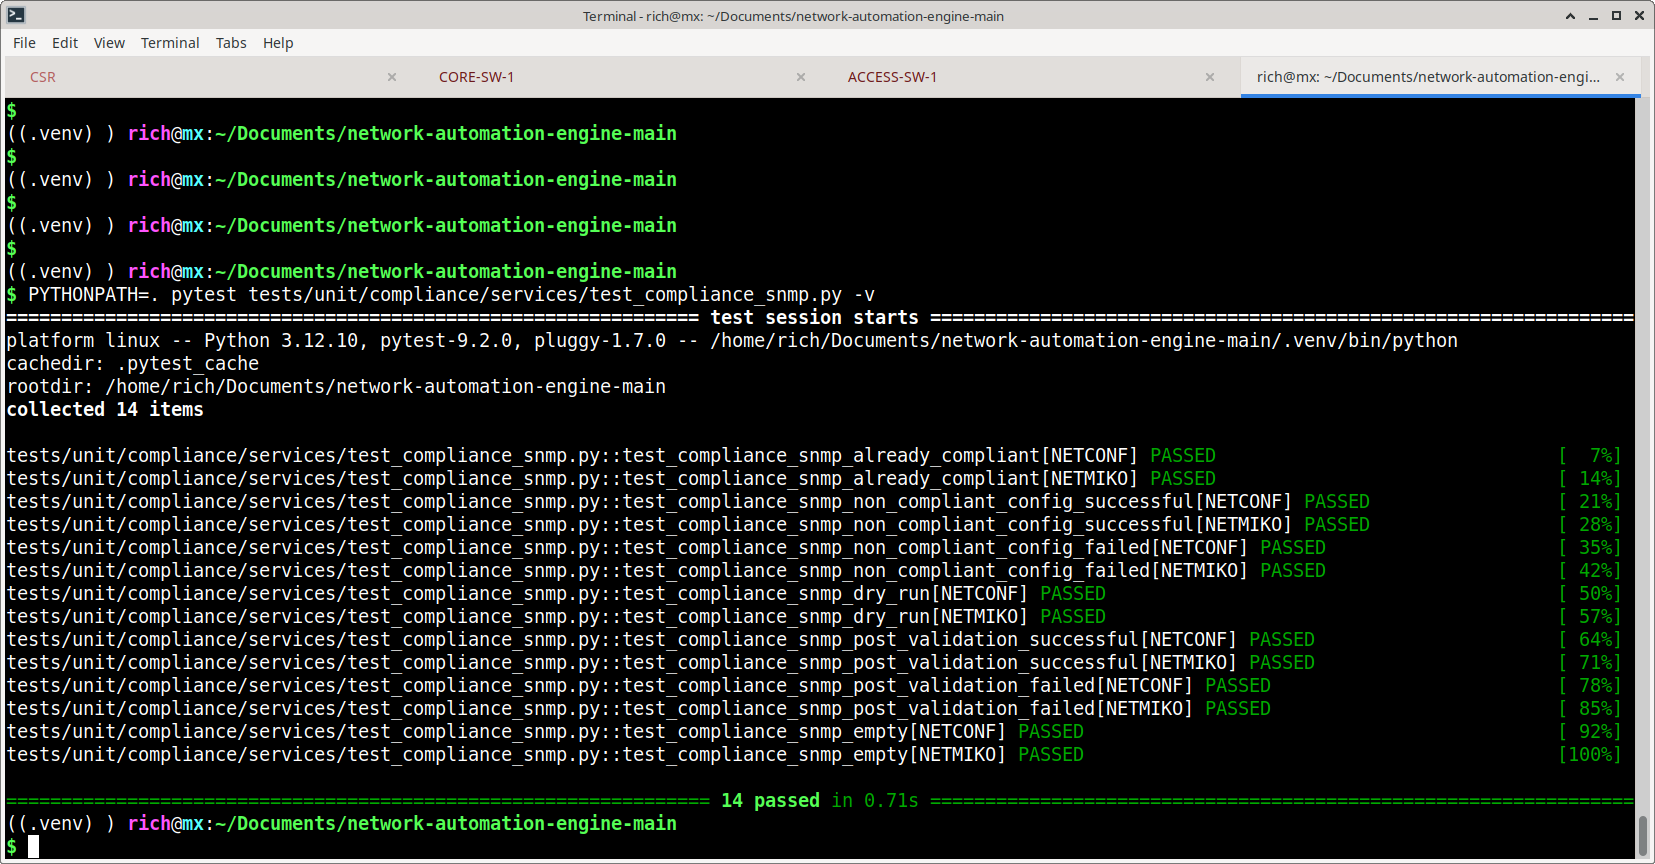 Terminal - rich@mx: ~/Documents/network-automation-engine-main
File Edit View Terminal Tabs Help
CSR CORE-SW-1 ACCESS-SW-1 rich@mx: ~/Documents/network-automation-engi...
$
((.venv) ) rich@mx:~/Documents/network-automation-engine-main
$
((.venv) ) rich@mx:~/Documents/network-automation-engine-main
$
((.venv) ) rich@mx:~/Documents/network-automation-engine-main
$
((.venv) ) rich@mx:~/Documents/network-automation-engine-main
$ PYTHONPATH=. pytest tests/unit/compliance/services/test_compliance_snmp.py -v
=============================================================== test session starts ================================================================
platform linux -- Python 3.12.10, pytest-9.2.0, pluggy-1.7.0 -- /home/rich/Documents/network-automation-engine-main/.venv/bin/python
cachedir: .pytest_cache
rootdir: /home/rich/Documents/network-automation-engine-main
collected 14 items
tests/unit/compliance/services/test_compliance_snmp.py::test_compliance_snmp_already_compliant[NETCONF] PASSED [  7%]
tests/unit/compliance/services/test_compliance_snmp.py::test_compliance_snmp_already_compliant[NETMIKO] PASSED [ 14%]
tests/unit/compliance/services/test_compliance_snmp.py::test_compliance_snmp_non_compliant_config_successful[NETCONF] PASSED [ 21%]
tests/unit/compliance/services/test_compliance_snmp.py::test_compliance_snmp_non_compliant_config_successful[NETMIKO] PASSED [ 28%]
tests/unit/compliance/services/test_compliance_snmp.py::test_compliance_snmp_non_compliant_config_failed[NETCONF] PASSED [ 35%]
tests/unit/compliance/services/test_compliance_snmp.py::test_compliance_snmp_non_compliant_config_failed[NETMIKO] PASSED [ 42%]
tests/unit/compliance/services/test_compliance_snmp.py::test_compliance_snmp_dry_run[NETCONF] PASSED [ 50%]
tests/unit/compliance/services/test_compliance_snmp.py::test_compliance_snmp_dry_run[NETMIKO] PASSED [ 57%]
tests/unit/compliance/services/test_compliance_snmp.py::test_compliance_snmp_post_validation_successful[NETCONF] PASSED [ 64%]
tests/unit/compliance/services/test_compliance_snmp.py::test_compliance_snmp_post_validation_successful[NETMIKO] PASSED [ 71%]
tests/unit/compliance/services/test_compliance_snmp.py::test_compliance_snmp_post_validation_failed[NETCONF] PASSED [ 78%]
tests/unit/compliance/services/test_compliance_snmp.py::test_compliance_snmp_post_validation_failed[NETMIKO] PASSED [ 85%]
tests/unit/compliance/services/test_compliance_snmp.py::test_compliance_snmp_empty[NETCONF] PASSED [ 92%]
tests/unit/compliance/services/test_compliance_snmp.py::test_compliance_snmp_empty[NETMIKO] PASSED [100%]
================================================================ 14 passed in 0.71s ================================================================
((.venv) ) rich@mx:~/Documents/network-automation-engine-main
$